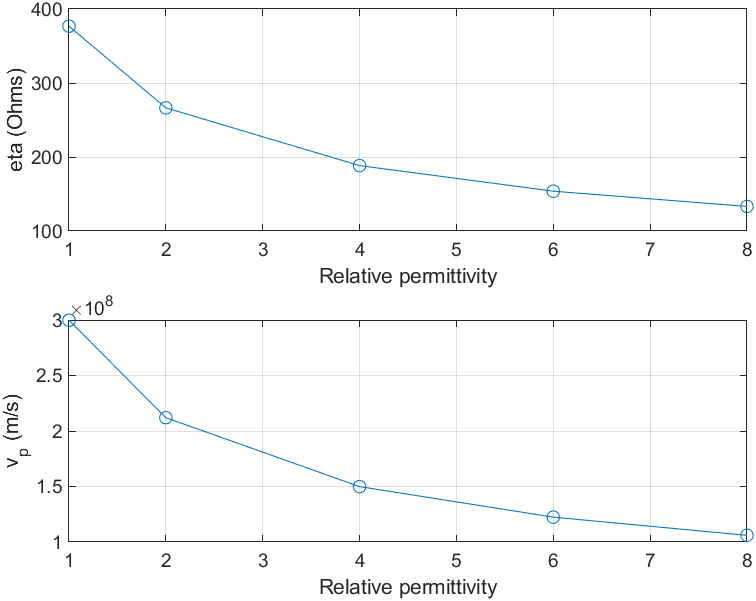 400
300
200
100
eta (Ohms)
1 2 3 4 5 6 7 8
Relative permittivity
×10^8
3
2.5
2
1.5
1
v_p (m/s)
1 2 3 4 5 6 7 8
Relative permittivity